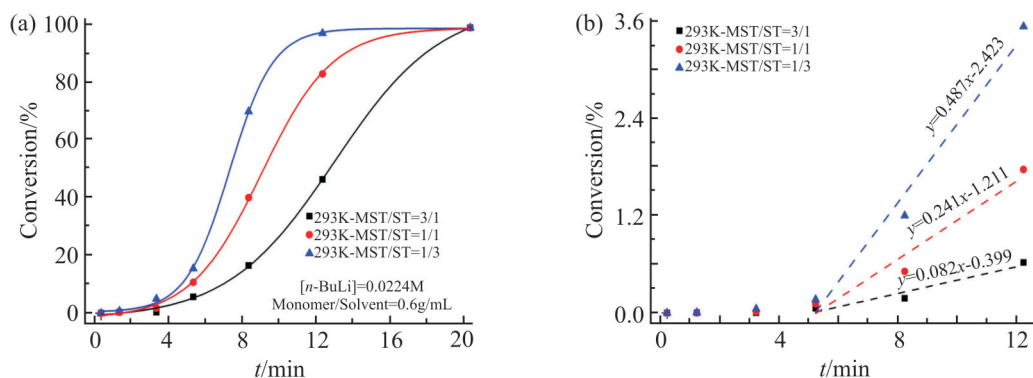 (a)
100
80
60
40
20
0
Conversion/%
293K-MST/ST=3/1
293K-MST/ST=1/1
293K-MST/ST=1/3
[n-BuLi]=0.0224M
Monomer/Solvent=0.6g/mL
0 4 8 12 16 20
t/min
(b)
3.6
2.4
1.2
0.0
Conversion/%
293K-MST/ST=3/1
293K-MST/ST=1/1
293K-MST/ST=1/3
y=0.487x-2.423
y=0.241x-1.211
y=0.082x-0.399
0 4 8 12
t/min